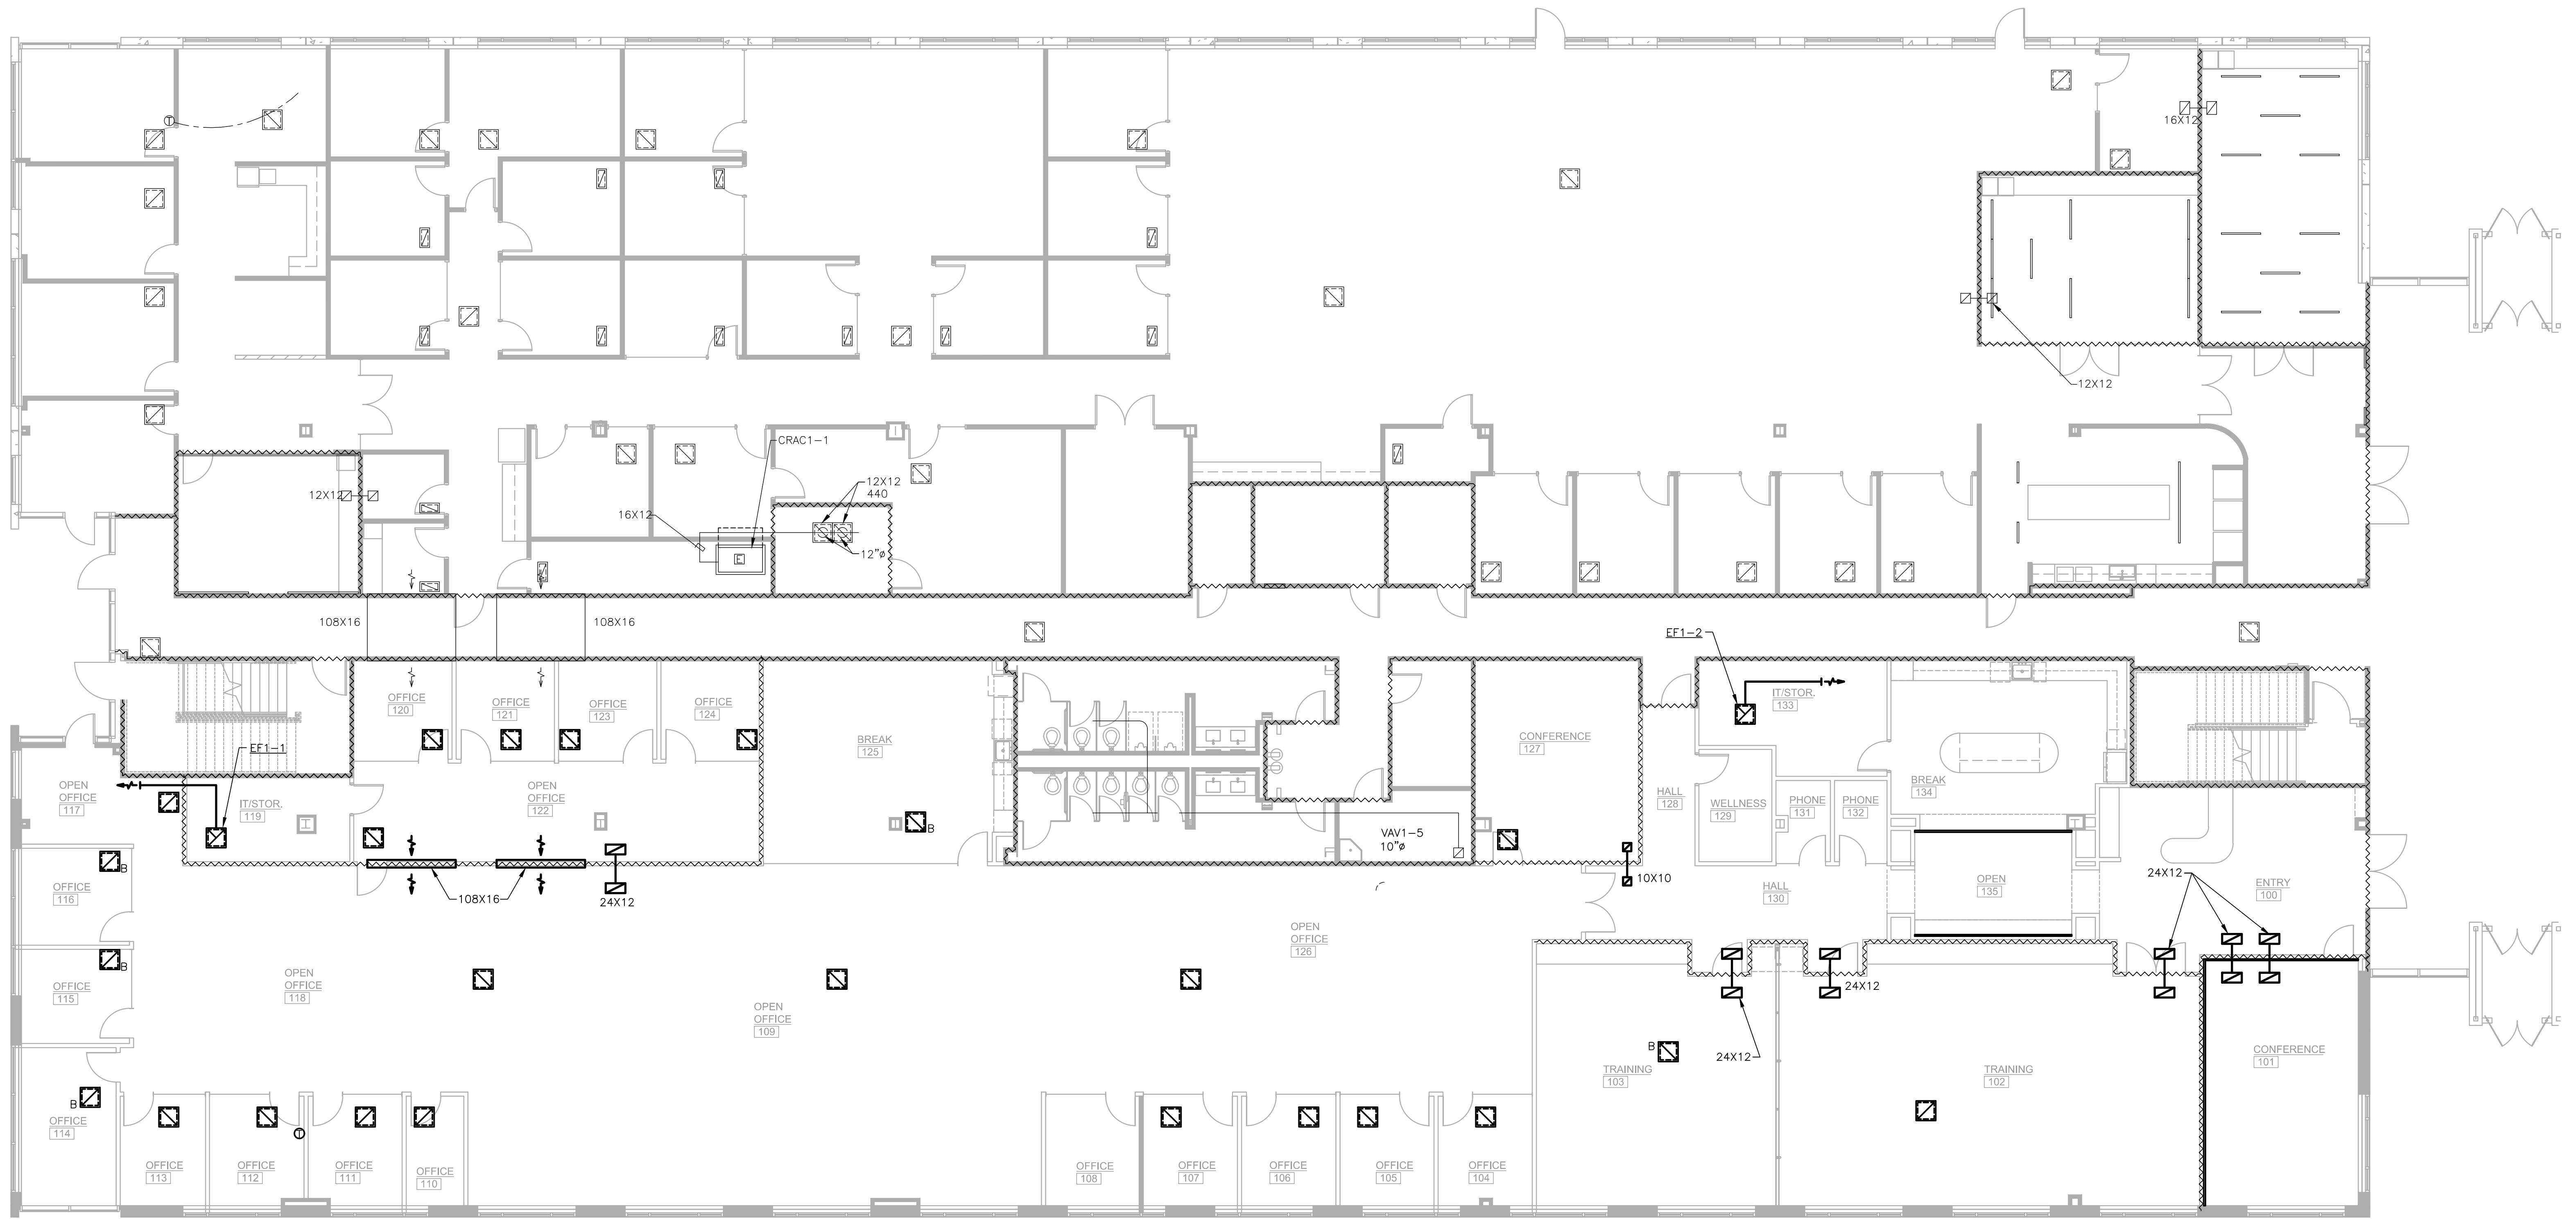 T
16X12
12X12
CRAC1-1
12X12
440
12X12
16X12
E
12"ø
108X16
108X16
EF1-2
OFFICE
120
OFFICE
121
OFFICE
123
OFFICE
124
IT/STOR.
133
BREAK
125
CONFERENCE
127
EF1-1
OPEN
OFFICE
117
OPEN
OFFICE
122
IT/STOR.
119
HALL
128
WELLNESS
129
PHONE
131
PHONE
132
BREAK
134
B
VAV1-5
10"ø
B
OFFICE
116
108X16
24X12
10X10
HALL
130
OPEN
135
24X12
ENTRY
100
OPEN
OFFICE
126
B
OFFICE
115
OPEN
OFFICE
118
24X12
OPEN
OFFICE
109
B
24X12
CONFERENCE
101
TRAINING
103
TRAINING
102
B
OFFICE
114
T
OFFICE
113
OFFICE
112
OFFICE
111
OFFICE
110
OFFICE
108
OFFICE
107
OFFICE
106
OFFICE
105
OFFICE
104